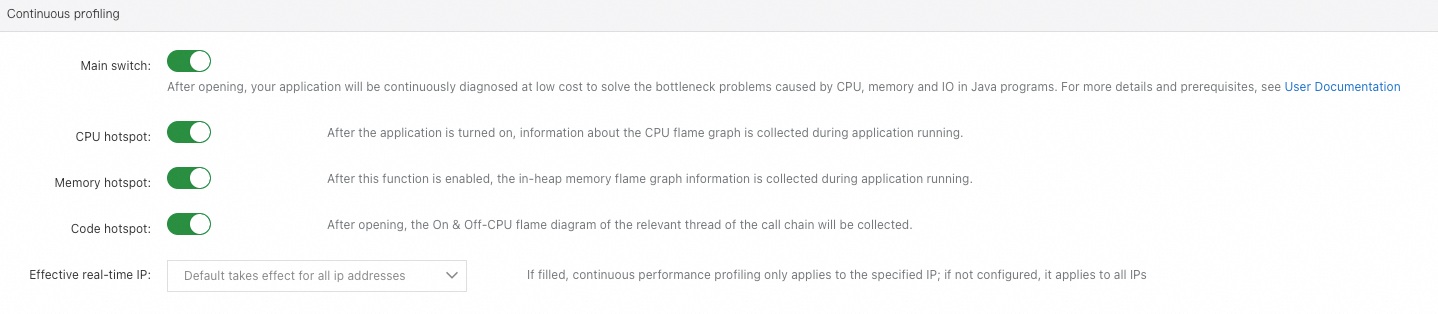 Continuous profiling
Main switch:
After opening, your application will be continuously diagnosed at low cost to solve the bottleneck problems caused by CPU, memory and IO in Java programs. For more details and prerequisites, see User Documentation
CPU hotspot:
After the application is turned on, information about the CPU flame graph is collected during application running.
Memory hotspot:
After this function is enabled, the in-heap memory flame graph information is collected during application running.
Code hotspot:
After opening, the On & Off-CPU flame diagram of the relevant thread of the call chain will be collected.
Effective real-time IP:
Default takes effect for all ip addresses
If filled, continuous performance profiling only applies to the specified IP; if not configured, it applies to all IPs